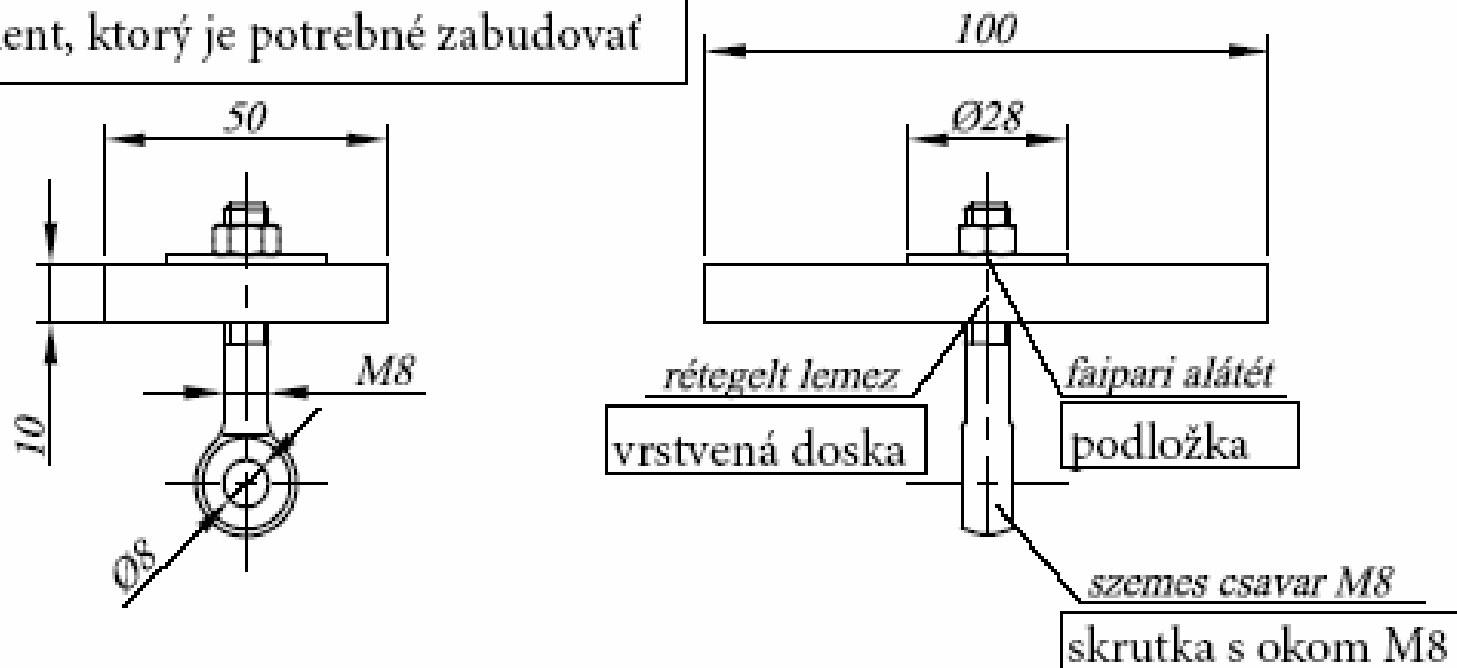 ent, ktorý je potrebné zabudovať
100
50
Ø28
M8
10
Ø8
rétegelt lemez
faipari alátét
vrstvená doska
podložka
szemes csavar M8
skrutka s okom M8